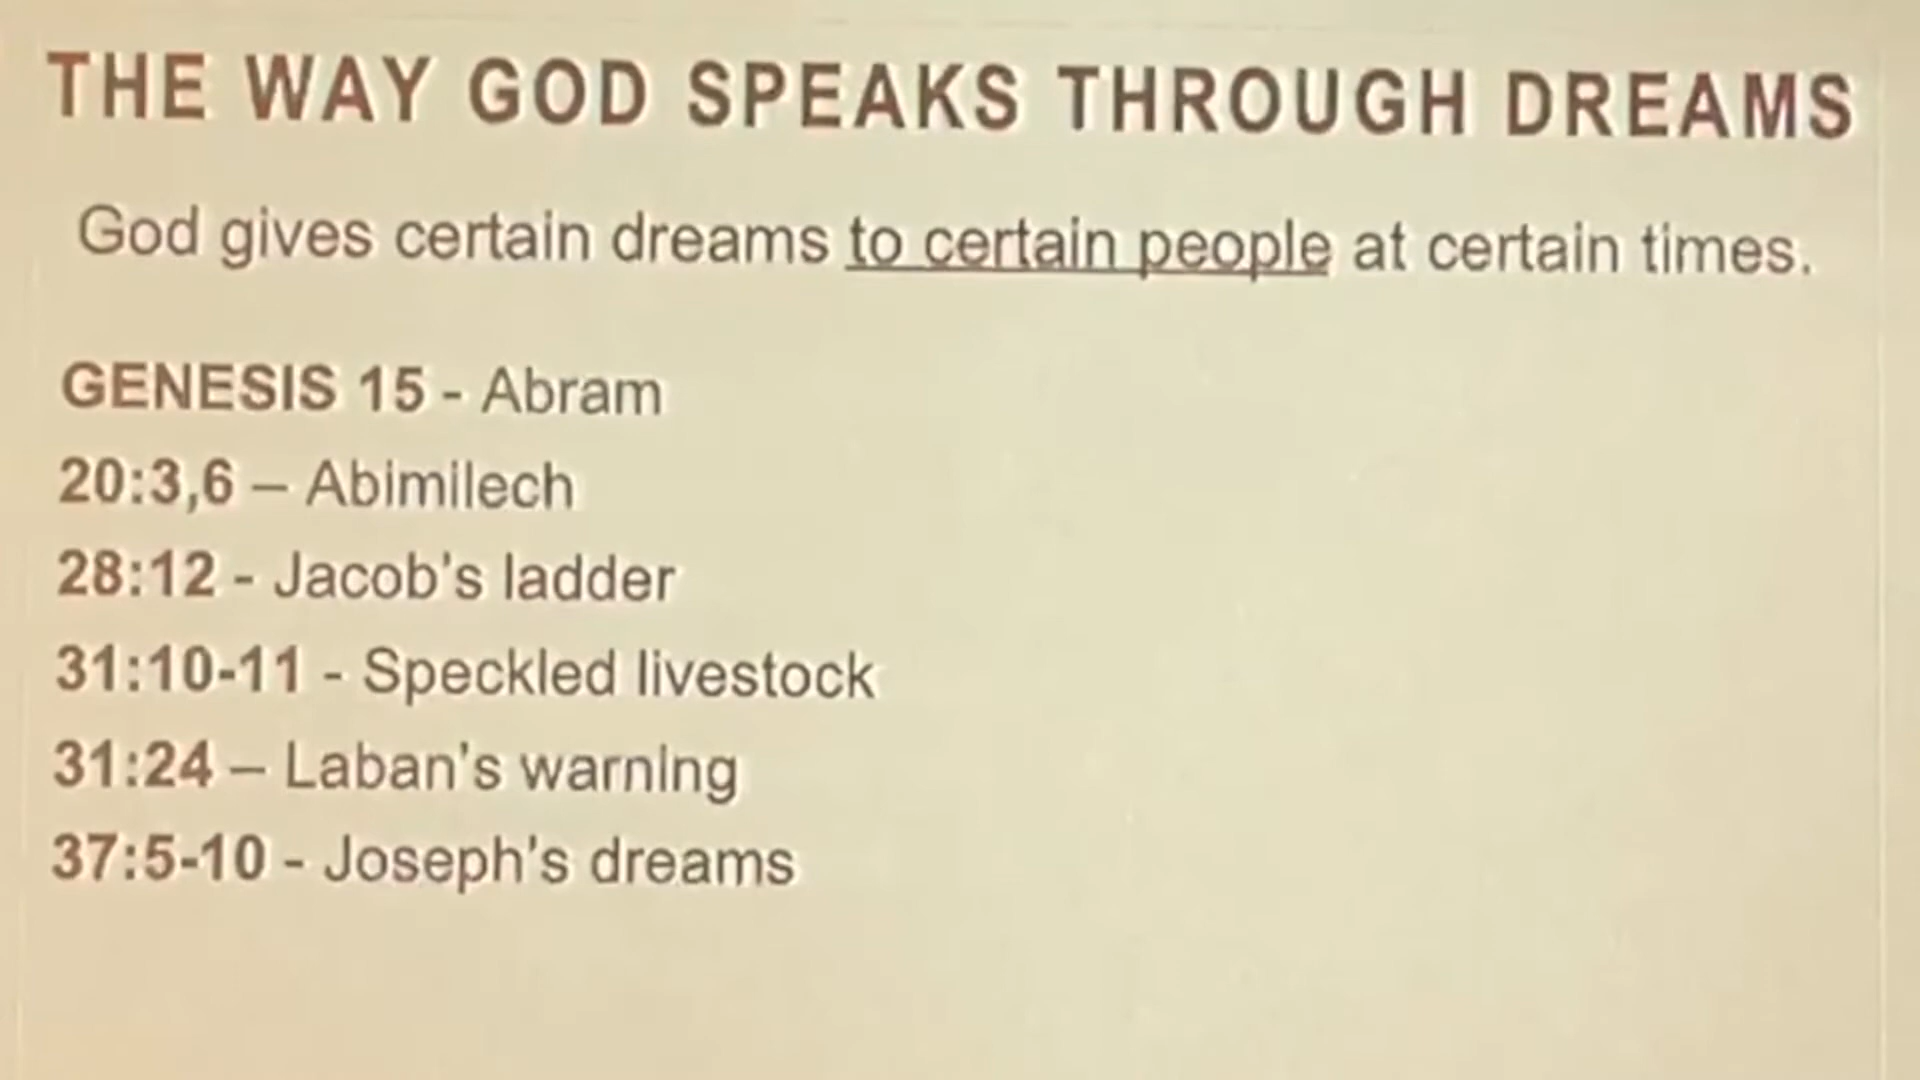 THE WAY GOD SPEAKS THROUGH DREAMS
God gives certain dreams to certain people at certain times.
GENESIS 15 - Abram
20:3,6 – Abimilech
28:12 - Jacob's ladder
31:10-11 - Speckled livestock
31:24 – Laban's warning
37:5-10 - Joseph's dreams